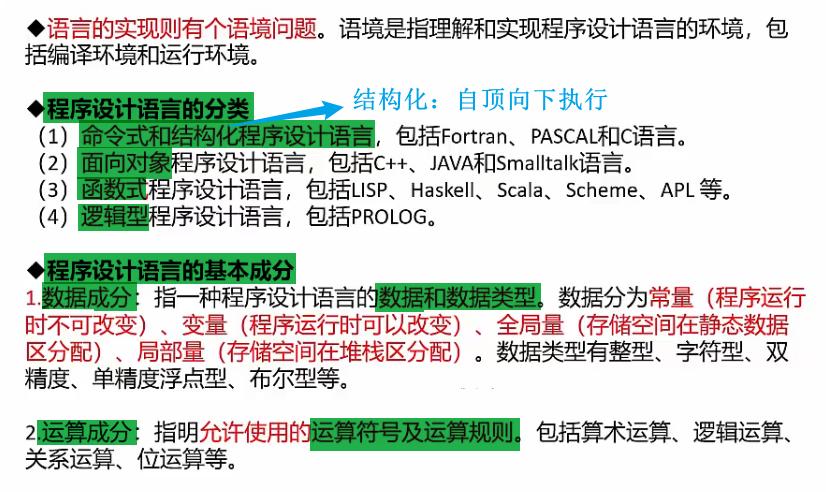 ◆语言的实现则有个语境问题。语境是指理解和实现程序设计语言的环境，包
括编译环境和运行环境。
结构化：自顶向下执行
◆程序设计语言的分类
（1）命令式和结构化程序设计语言，包括Fortran、PASCAL和C语言。
（2）面向对象程序设计语言，包括C++、JAVA和Smalltalk语言。
（3）函数式程序设计语言，包括LISP、Haskell、Scala、Scheme、APL 等。
（4）逻辑型程序设计语言，包括PROLOG。
◆程序设计语言的基本成分
1.数据成分：指一种程序设计语言的数据和数据类型。数据分为常量（程序运行
时不可改变）、变量（程序运行时可以改变）、全局量（存储空间在静态数据
区分配）、局部量（存储空间在堆栈区分配）。数据类型有整型、字符型、双
精度、单精度浮点型、布尔型等。
2.运算成分：指明允许使用的运算符号及运算规则。包括算术运算、逻辑运算、
关系运算、位运算等。